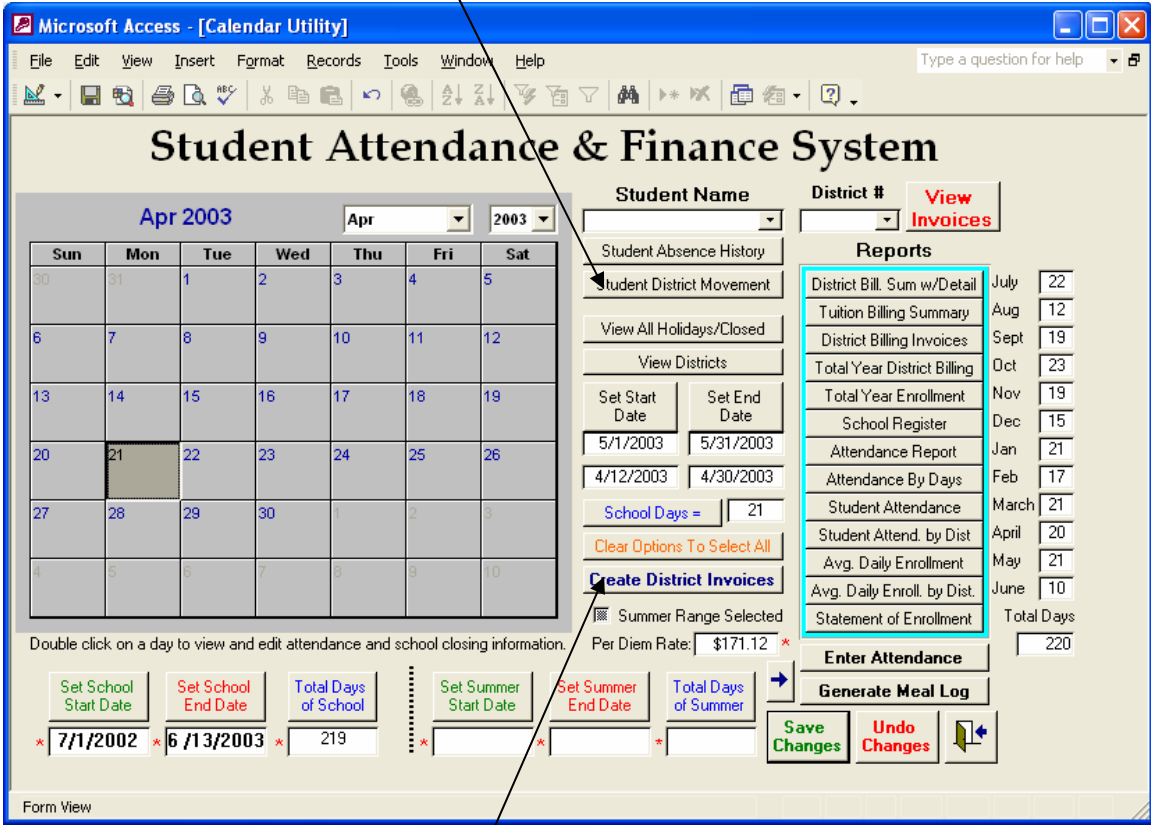 Microsoft Access - [Calendar Utility]
File Edit View Insert Format Records Tools Window Help Type a question for help
Student Attendance & Finance System
Apr 2003 Apr 2003
Sun Mon Tue Wed Thu Fri Sat
30 31 1 2 3 4 5
6 7 8 9 10 11 12
13 14 15 16 17 18 19
20 21 22 23 24 25 26
27 28 29 30 1 2 3
4 5 6 7 8 9 10
Double click on a day to view and edit attendance and school closing information.
Student Name
Student Absence History
Student District Movement
View All Holidays/Closed
View Districts
Set Start Date
Set End Date
5/1/2003 5/31/2003
4/12/2003 4/30/2003
School Days = 21
Clear Options To Select All
Create District Invoices
Summer Range Selected
Per Diem Rate: $171.12 *
District #
View
Invoices
Reports
District Bill. Sum w/Detail July 22
Tuition Billing Summary Aug 12
District Billing Invoices Sept 19
Total Year District Billing Oct 23
Total Year Enrollment Nov 19
School Register Dec 15
Attendance Report Jan 21
Attendance By Days Feb 17
Student Attendance March 21
Student Attend. by Dist April 20
Avg. Daily Enrollment May 21
Avg. Daily Enroll. by Dist. June 10
Statement of Enrollment Total Days
220
Enter Attendance
Generate Meal Log
Set School
Start Date
Set School
End Date
Total Days
of School
Set Summer
Start Date
Set Summer
End Date
Total Days
of Summer
* 7/1/2002 * 6 /13/2003 * 219 * * *
Save
Changes
Undo
Changes
Form View